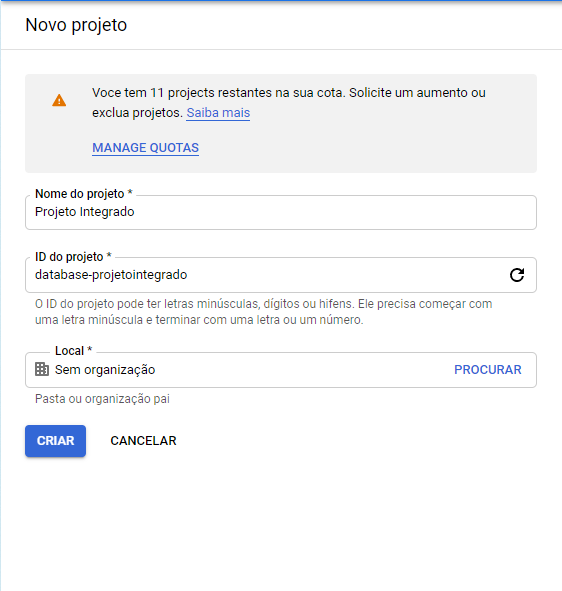 Novo projeto
Voce tem 11 projects restantes na sua cota. Solicite um aumento ou
exclua projetos. Saiba mais
MANAGE QUOTAS
Nome do projeto *
Projeto Integrado
ID do projeto *
database-projetointegrado
O ID do projeto pode ter letras minúsculas, dígitos ou hifens. Ele precisa começar com
uma letra minúscula e terminar com uma letra ou um número.
Local *
Sem organização
PROCURAR
Pasta ou organização pai
CRIAR
CANCELAR